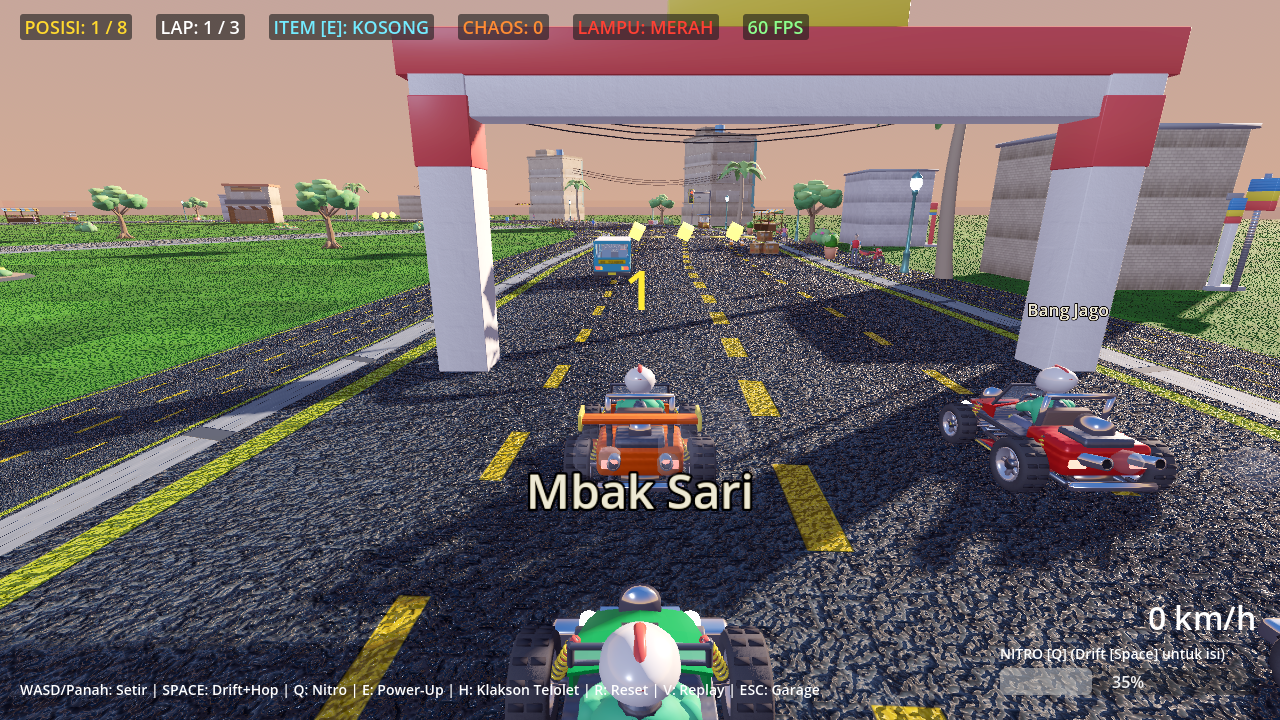 POSISI: 1 / 8
LAP: 1 / 3
ITEM [E]: KOSONG
CHAOS: 0
LAMPU: MERAH
60 FPS
1
Bang Jago
Mbak Sari
0 km/h
NITRO [Q] (Drift [Space] untuk isi)
35%
WASD/Panah: Setir | SPACE: Drift+Hop | Q: Nitro | E: Power-Up | H: Klakson Telolet | R: Reset | V: Replay | ESC: Garage